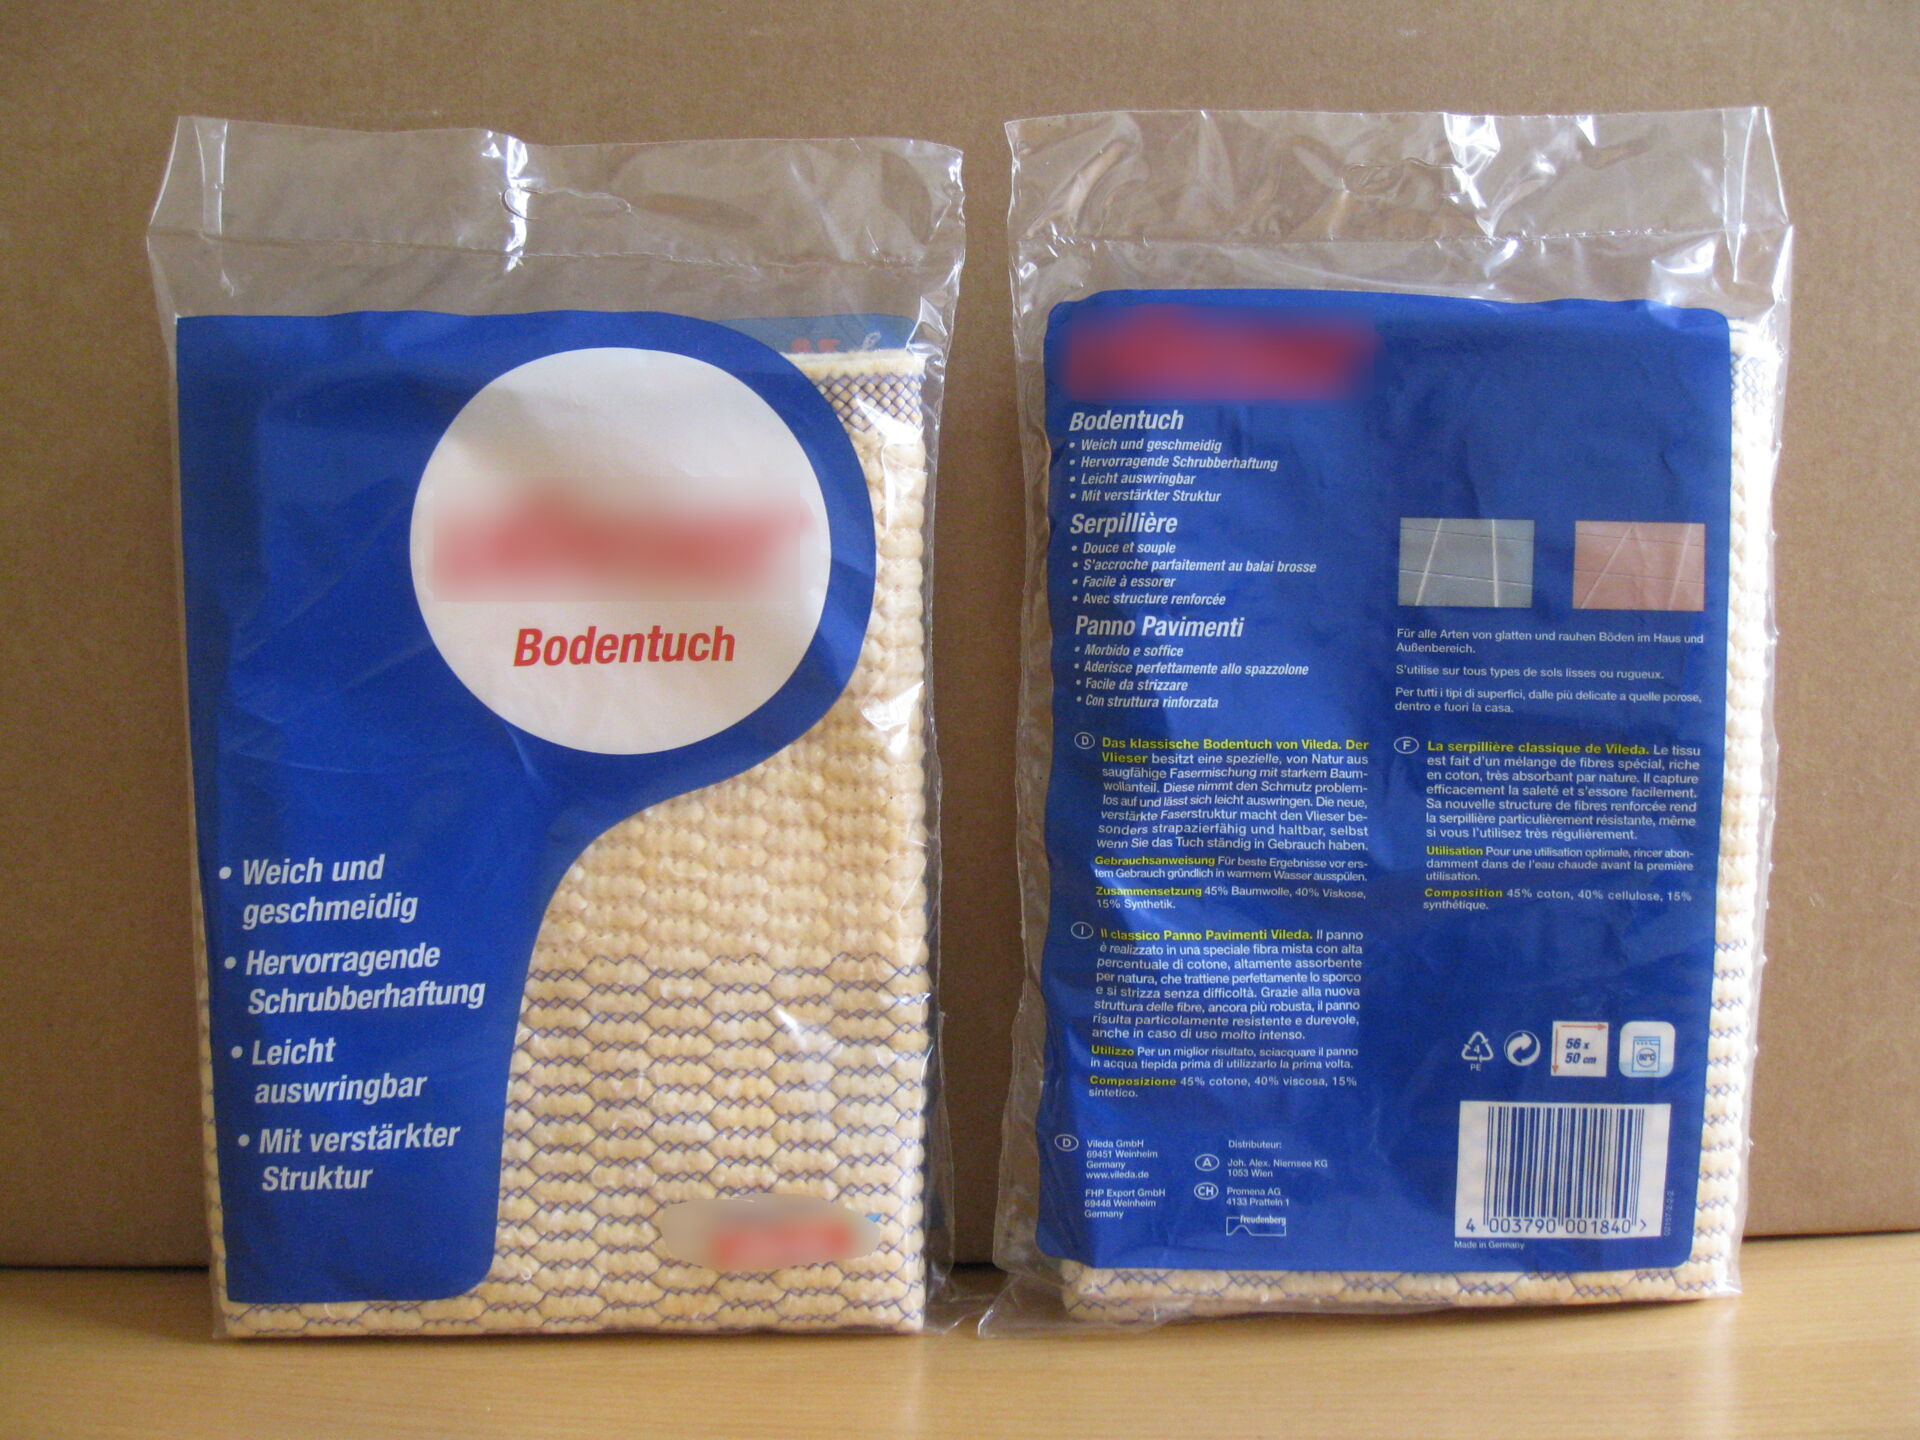 Bodentuch
• Weich und
geschmeidig
• Hervorragende
Schrubberhaftung
• Leicht
auswringbar
• Mit verstärkter
Struktur
Bodentuch
• Weich und geschmeidig
• Hervorragende Schrubberhaftung
• Leicht auswringbar
• Mit verstärkter Struktur
Serpillière
• Douce et souple
• S'accroche parfaitement au balai brosse
• Facile à essorer
• Avec structure renforcée
Panno Pavimenti
• Morbido e soffice
• Aderisce perfettamente allo spazzolone
• Facile da strizzare
• Con struttura rinforzata
Für alle Arten von glatten und rauhen Böden im Haus und
Außenbereich.
S'utilise sur tous types de sols lisses ou rugueux.
Per tutti i tipi di superfici, dalle più delicate a quelle porose,
dentro e fuori la casa.
D Das klassische Bodentuch von Vileda. Der
Vlieser besitzt eine spezielle, von Natur aus
saugfähige Fasermischung mit starkem Baum-
wollanteil. Diese nimmt den Schmutz problem-
los auf und lässt sich leicht auswringen. Die neue,
verstärkte Faserstruktur macht den Vlieser be-
sonders strapazierfähig und haltbar, selbst
wenn Sie das Tuch ständig in Gebrauch haben.
Gebrauchsanweisung Für beste Ergebnisse vor ers-
tem Gebrauch gründlich in warmem Wasser ausspülen.
Zusammensetzung 45% Baumwolle, 40% Viskose,
15% Synthetik.
F La serpillière classique de Vileda. Le tissu
est fait d'un mélange de fibres spécial, riche
en coton, très absorbant par nature. Il capture
efficacement la saleté et s'essore facilement.
Sa nouvelle structure de fibres renforcée rend
la serpillière particulièrement résistante, même
si vous l'utilisez très régulièrement.
Utilisation Pour une utilisation optimale, rincer abon-
damment dans de l'eau chaude avant la première
utilisation.
Composition 45% coton, 40% cellulose, 15%
synthétique.
I Il classico Panno Pavimenti Vileda. Il panno
è realizzato in una speciale fibra mista con alta
percentuale di cotone, altamente assorbente
per natura, che trattiene perfettamente lo sporco
e si strizza senza difficoltà. Grazie alla nuova
struttura delle fibre, ancora più robusta, il panno
risulta particolarmente resistente e durevole,
anche in caso di uso molto intenso.
Utilizzo Per un miglior risultato, sciacquare il panno
in acqua tiepida prima di utilizzarlo la prima volta.
Composizione 45% cotone, 40% viscosa, 15%
sintetico.
4
PE
56 x
50 cm
60°C
D Vileda GmbH
69451 Weinheim
Germany
www.vileda.de
FHP Export GmbH
69448 Weinheim
Germany
Distributeur:
A Joh. Alex. Niernsee KG
1053 Wien
CH Promena AG
4133 Pratteln 1
Freudenberg
4 003790 001840 >
Made in Germany